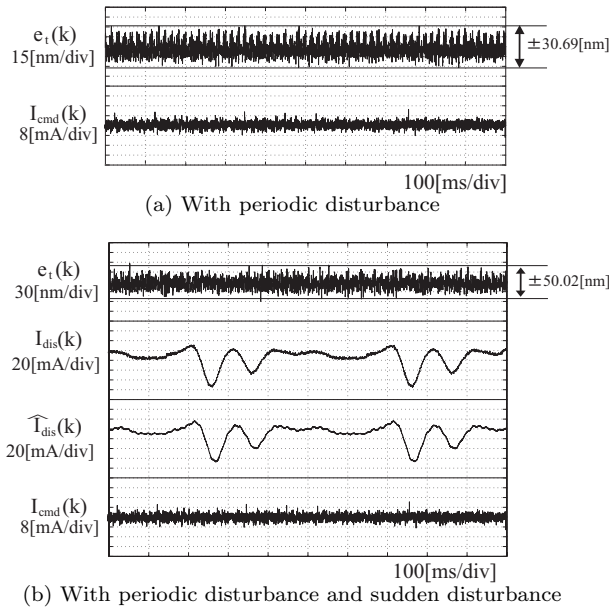 e_t(k)
15[nm/div]
±30.69[nm]
I_cmd(k)
8[mA/div]
100[ms/div]
(a) With periodic disturbance
e_t(k)
30[nm/div]
±50.02[nm]
I_dis(k)
20[mA/div]
Î_dis(k)
20[mA/div]
I_cmd(k)
8[mA/div]
100[ms/div]
(b) With periodic disturbance and sudden disturbance